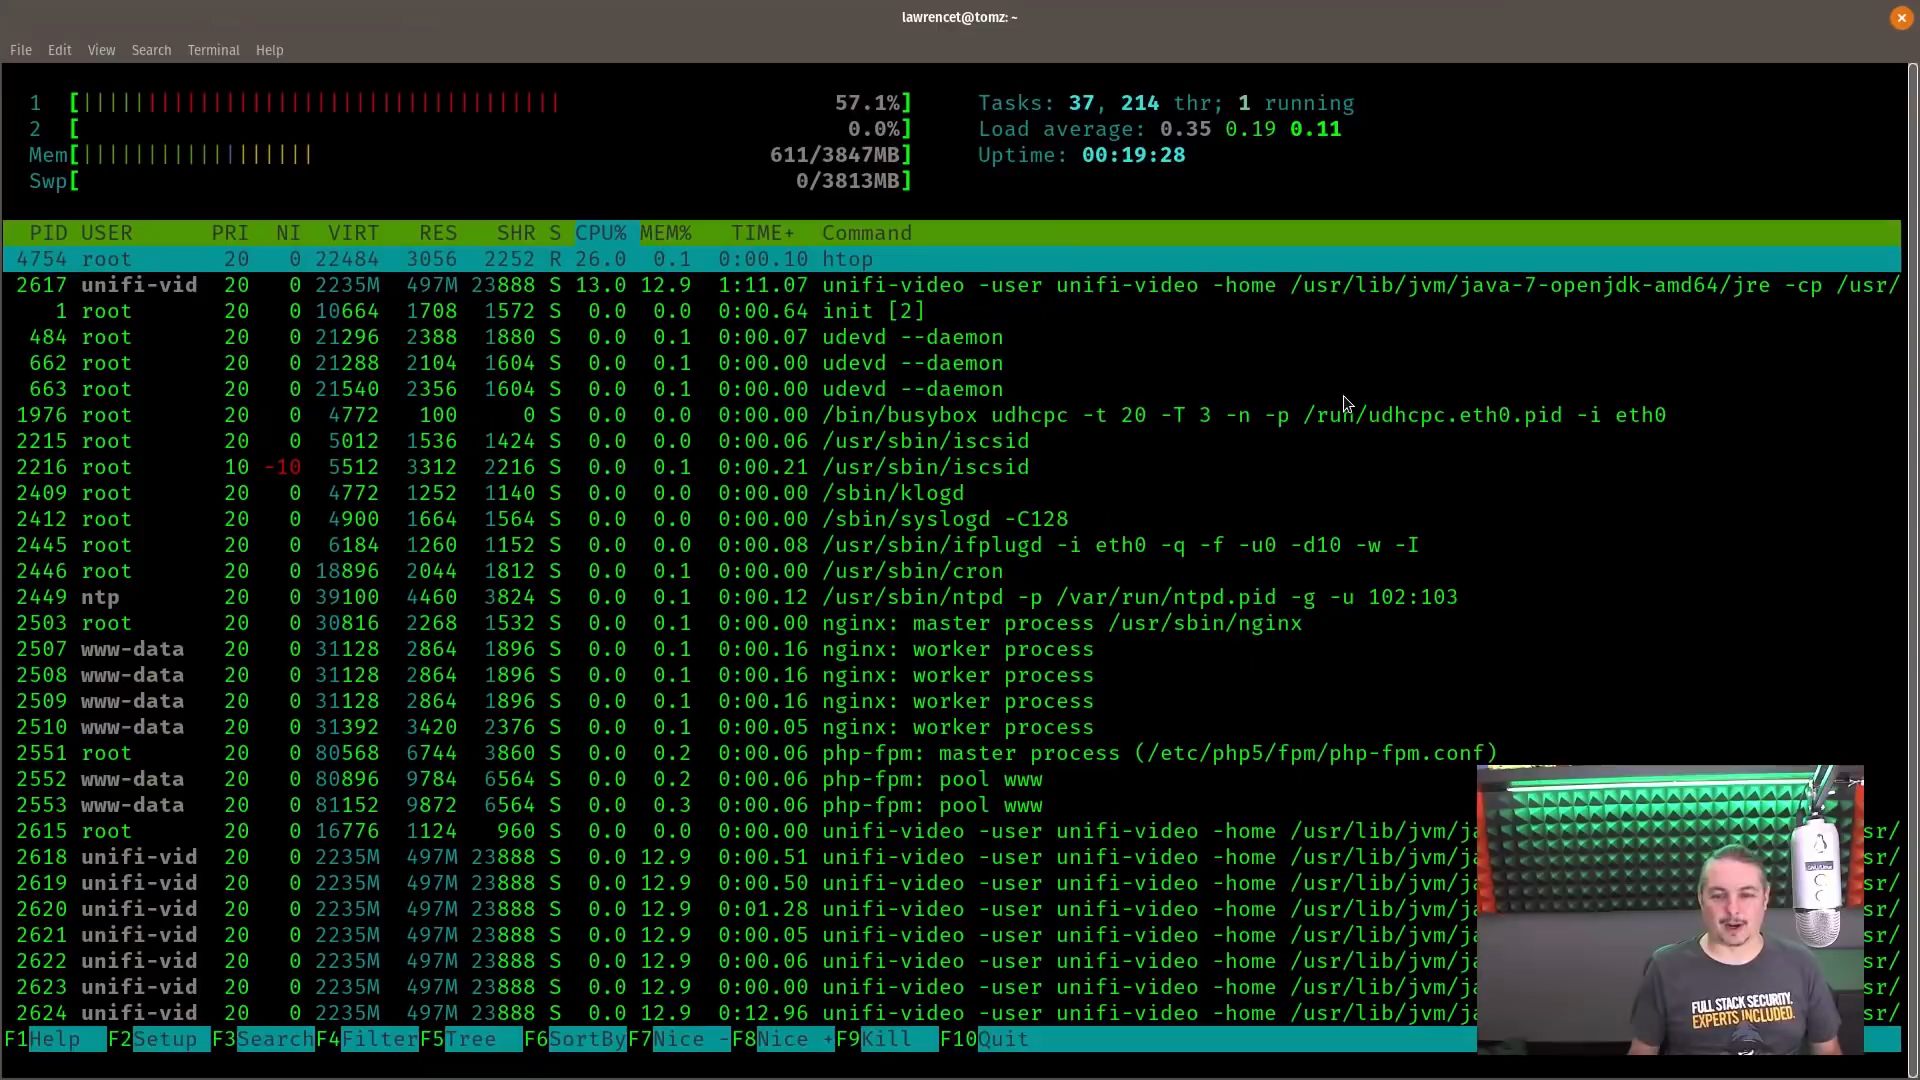 lawrencet@tomz: ~
File Edit View Search Terminal Help
1 [|||||||||||||||||||||||||||||||||||||57.1%] Tasks: 37, 214 thr; 1 running
2 [0.0%] Load average: 0.35 0.19 0.11
Mem[||||||||||||||||||611/3847MB] Uptime: 00:19:28
Swp[0/3813MB]
PID USER PRI NI VIRT RES SHR S CPU% MEM% TIME+ Command
4754 root 20 0 22484 3056 2252 R 26.0 0.1 0:00.10 htop
2617 unifi-vid 20 0 2235M 497M 23888 S 13.0 12.9 1:11.07 unifi-video -user unifi-video -home /usr/lib/jvm/java-7-openjdk-amd64/jre -cp /usr/
1 root 20 0 10664 1708 1572 S 0.0 0.0 0:00.64 init [2]
484 root 20 0 21296 2388 1880 S 0.0 0.1 0:00.07 udevd --daemon
662 root 20 0 21288 2104 1604 S 0.0 0.1 0:00.00 udevd --daemon
663 root 20 0 21540 2356 1604 S 0.0 0.1 0:00.00 udevd --daemon
1976 root 20 0 4772 100 0 S 0.0 0.0 0:00.00 /bin/busybox udhcpc -t 20 -T 3 -n -p /run/udhcpc.eth0.pid -i eth0
2215 root 20 0 5012 1536 1424 S 0.0 0.0 0:00.06 /usr/sbin/iscsid
2216 root 10 -10 5512 3312 2216 S 0.0 0.1 0:00.21 /usr/sbin/iscsid
2409 root 20 0 4772 1252 1140 S 0.0 0.0 0:00.00 /sbin/klogd
2412 root 20 0 4900 1664 1564 S 0.0 0.0 0:00.00 /sbin/syslogd -C128
2445 root 20 0 6184 1260 1152 S 0.0 0.0 0:00.08 /usr/sbin/ifplugd -i eth0 -q -f -u0 -d10 -w -I
2446 root 20 0 18896 2044 1812 S 0.0 0.1 0:00.00 /usr/sbin/cron
2449 ntp 20 0 39100 4460 3824 S 0.0 0.1 0:00.12 /usr/sbin/ntpd -p /var/run/ntpd.pid -g -u 102:103
2503 root 20 0 30816 2268 1532 S 0.0 0.1 0:00.00 nginx: master process /usr/sbin/nginx
2507 www-data 20 0 31128 2864 1896 S 0.0 0.1 0:00.16 nginx: worker process
2508 www-data 20 0 31128 2864 1896 S 0.0 0.1 0:00.16 nginx: worker process
2509 www-data 20 0 31128 2864 1896 S 0.0 0.1 0:00.16 nginx: worker process
2510 www-data 20 0 31392 3420 2376 S 0.0 0.1 0:00.05 nginx: worker process
2551 root 20 0 80568 6744 3860 S 0.0 0.2 0:00.06 php-fpm: master process (/etc/php5/fpm/php-fpm.conf)
2552 www-data 20 0 80896 9784 6564 S 0.0 0.2 0:00.06 php-fpm: pool www
2553 www-data 20 0 81152 9872 6564 S 0.0 0.3 0:00.06 php-fpm: pool www
2615 root 20 0 16776 1124 960 S 0.0 0.0 0:00.00 unifi-video -user unifi-video -home /usr/lib/jvm/ja sr/
2618 unifi-vid 20 0 2235M 497M 23888 S 0.0 12.9 0:00.51 unifi-video -user unifi-video -home /usr/lib/jvm/ja sr/
2619 unifi-vid 20 0 2235M 497M 23888 S 0.0 12.9 0:00.50 unifi-video -user unifi-video -home /usr/lib/jvm/ja sr/
2620 unifi-vid 20 0 2235M 497M 23888 S 0.0 12.9 0:01.28 unifi-video -user unifi-video -home /usr/lib/jvm/ja sr/
2621 unifi-vid 20 0 2235M 497M 23888 S 0.0 12.9 0:00.05 unifi-video -user unifi-video -home /usr/lib/jvm/ja sr/
2622 unifi-vid 20 0 2235M 497M 23888 S 0.0 12.9 0:00.06 unifi-video -user unifi-video -home /usr/lib/jvm/ja sr/
2623 unifi-vid 20 0 2235M 497M 23888 S 0.0 12.9 0:00.00 unifi-video -user unifi-video -home /usr/lib/jvm/ja sr/
2624 unifi-vid 20 0 2235M 497M 23888 S 0.0 12.9 0:12.96 unifi-video -user unifi-video -home /usr/lib/jvm/ja sr/
F1Help F2Setup F3SearchF4FilterF5Tree F6SortByF7Nice -F8Nice +F9Kill F10Quit
FULL STACK SECURITY.
EXPERTS INCLUDED.